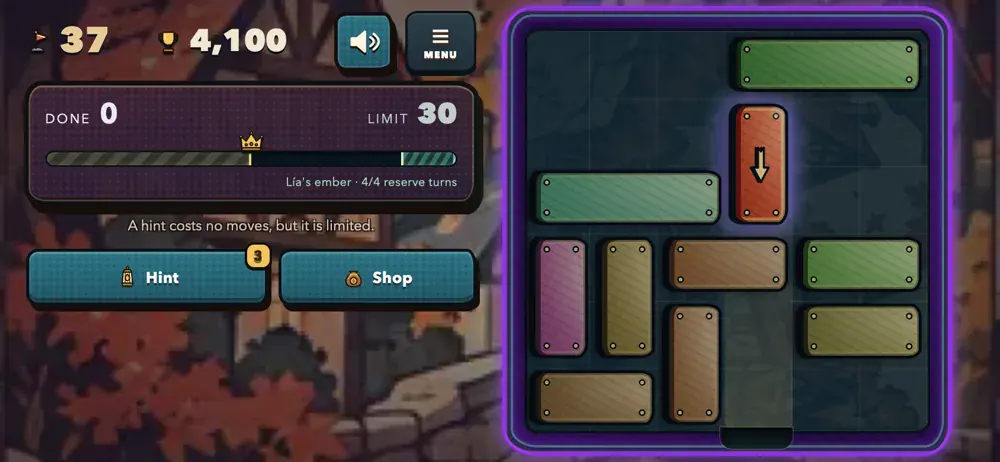 37
4,100
MENU
DONE 0
LIMIT 30
Lía's ember · 4/4 reserve turns
A hint costs no moves, but it is limited.
Hint
3
Shop